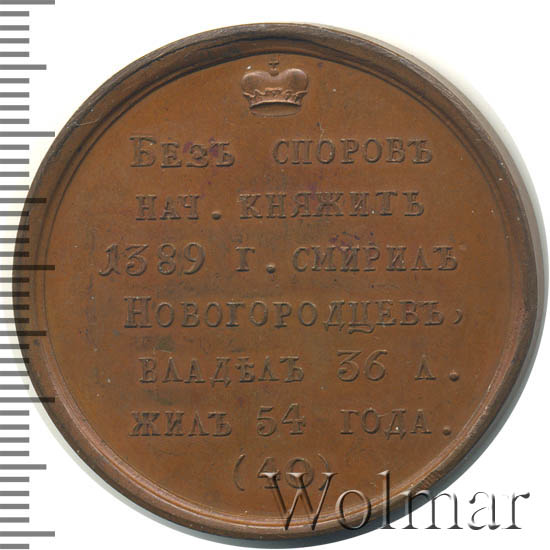 Безъ споровъ
нач. княжить
1389 г. смирилъ
Новогородцевъ,
владѣлъ 36 л.
жилъ 54 года.
(40)
Wolmar